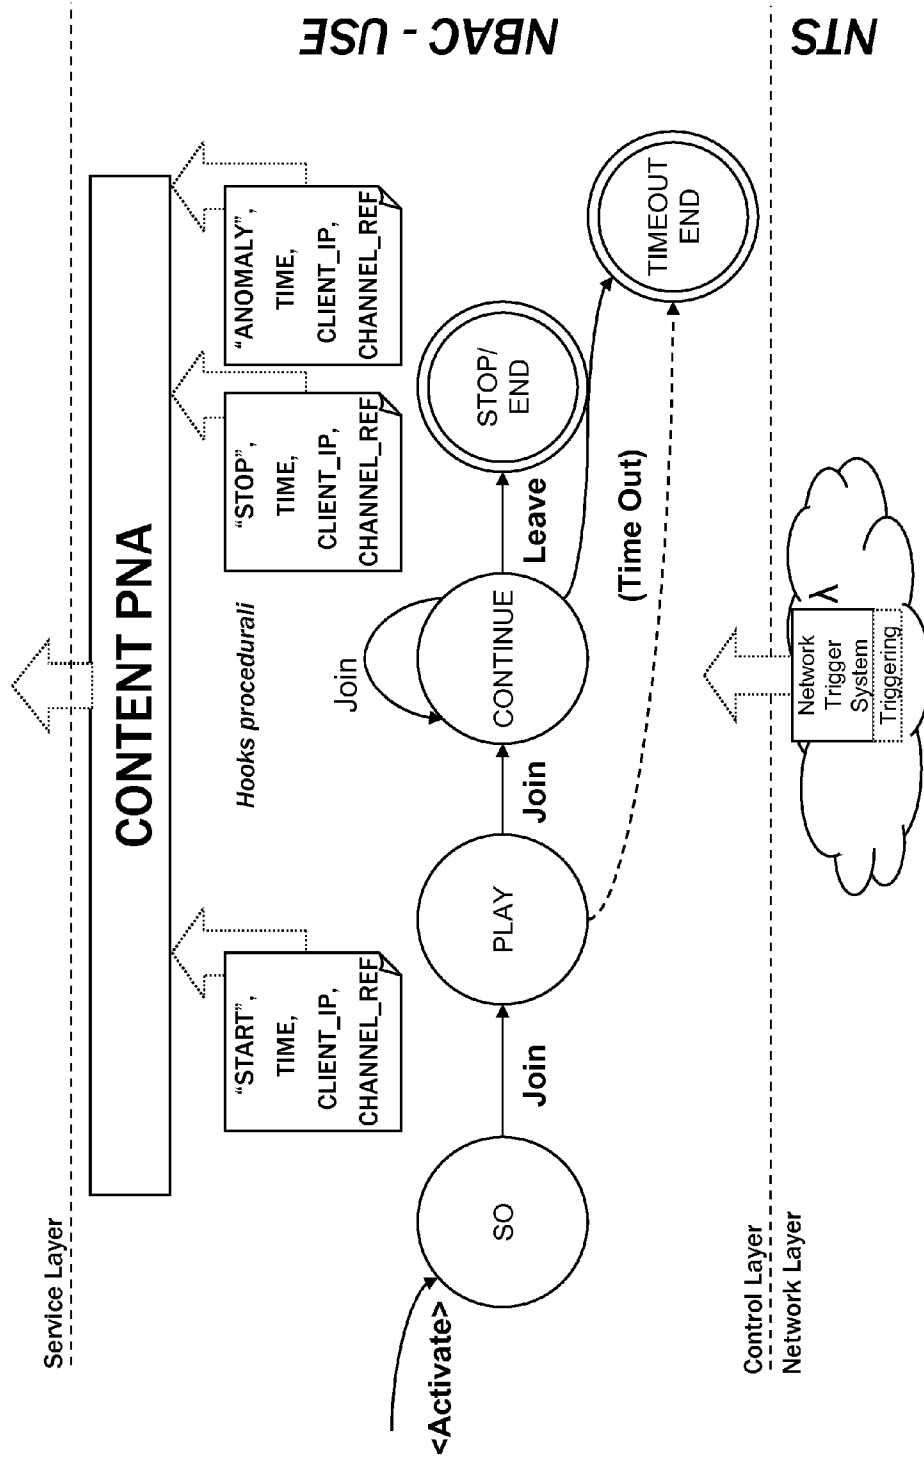 Service Layer
CONTENT PNA
"START",
TIME,
CLIENT_IP,
CHANNEL_REF
Hooks procedurali
"STOP",
TIME,
CLIENT_IP,
CHANNEL_REF
"ANOMALY",
TIME,
CLIENT_IP,
CHANNEL_REF
NBAC - USE
<Activate>
SO
Join
PLAY
Join
Join
CONTINUE
Leave
STOP/
END
(Time Out)
TIMEOUT
END
Control Layer
Network Layer
Network
Trigger
System
Triggering
Y
NTS